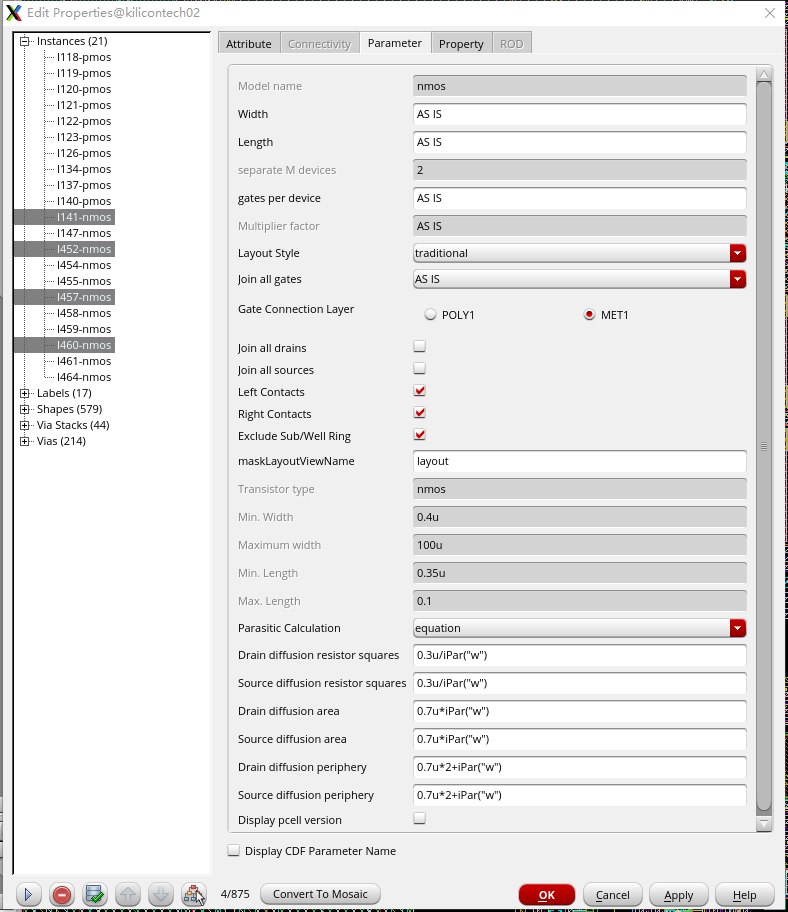 Edit Properties@kilicontech02
Instances (21)
I118-pmos
I119-pmos
I120-pmos
I121-pmos
I122-pmos
I123-pmos
I126-pmos
I134-pmos
I137-pmos
I140-pmos
I141-nmos
I147-nmos
I452-nmos
I454-nmos
I455-nmos
I457-nmos
I458-nmos
I459-nmos
I460-nmos
I461-nmos
I464-nmos
Labels (17)
Shapes (579)
Via Stacks (44)
Vias (214)
Attribute Connectivity Parameter Property ROD
Model name nmos
Width AS IS
Length AS IS
separate M devices 2
gates per device AS IS
Multiplier factor AS IS
Layout Style traditional
Join all gates AS IS
Gate Connection Layer POLY1 MET1
Join all drains
Join all sources
Left Contacts
Right Contacts
Exclude Sub/Well Ring
maskLayoutViewName layout
Transistor type nmos
Min. Width 0.4u
Maximum width 100u
Min. Length 0.35u
Max. Length 0.1
Parasitic Calculation equation
Drain diffusion resistor squares 0.3u/iPar("w")
Source diffusion resistor squares 0.3u/iPar("w")
Drain diffusion area 0.7u*iPar("w")
Source diffusion area 0.7u*iPar("w")
Drain diffusion periphery 0.7u*2+iPar("w")
Source diffusion periphery 0.7u*2+iPar("w")
Display pcell version
Display CDF Parameter Name
4/875 Convert To Mosaic OK Cancel Apply Help